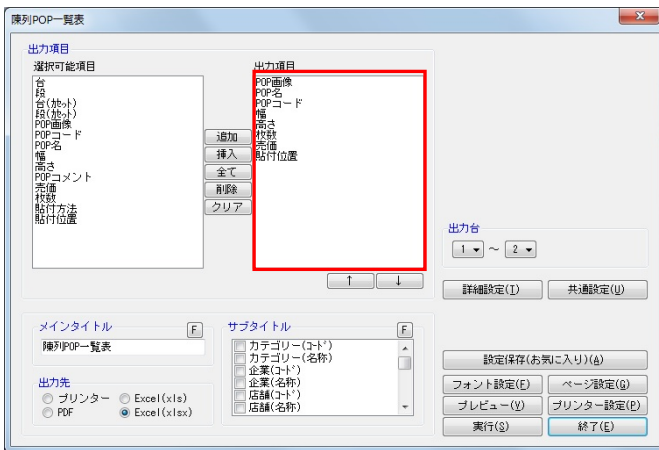 陳列POP一覧表
出力項目
選択可能項目
台
段
台(ｶｾｯﾄ)
段(ｶｾｯﾄ)
POP画像
POPコード
POP名
幅
高さ
POPコメント
売価
枚数
貼付方法
貼付位置
追加
挿入
全て
削除
クリア
出力項目
POP画像
POP名
POPコード
幅
高さ
枚数
売価
貼付位置
↑ ↓
出力台
1 ～ 2
詳細設定(I) 共通設定(U)
メインタイトル F
陳列POP一覧表
サブタイトル F
カテゴリー(ｺｰﾄﾞ)
カテゴリー(名称)
企業(ｺｰﾄﾞ)
企業(名称)
店舗(ｺｰﾄﾞ)
店舗(名称)
出力先
プリンター Excel(xls)
PDF Excel(xlsx)
設定保存(お気に入り)(A)
フォント設定(F) ページ設定(G)
プレビュー(V) プリンター設定(P)
実行(S) 終了(E)